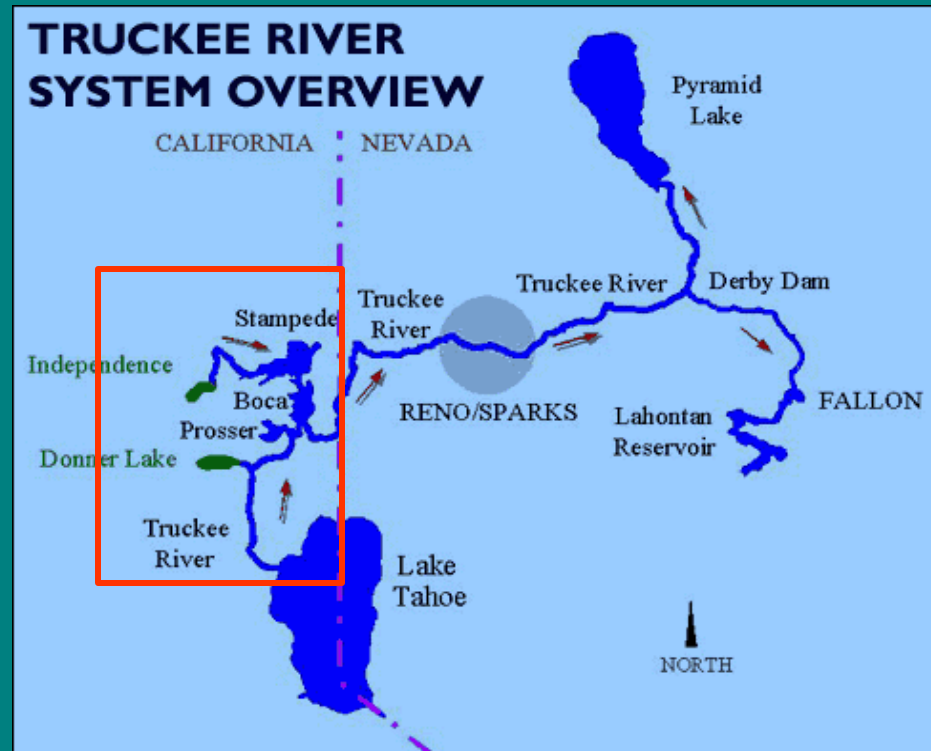 TRUCKEE RIVER
SYSTEM OVERVIEW
CALIFORNIA
NEVADA
Pyramid
Lake
Stampede
Truckee
River
Truckee River
Derby Dam
Independence
Boca
Prosser
RENO/SPARKS
Lahontan
Reservoir
FALLON
Donner Lake
Truckee
River
Lake
Tahoe
NORTH